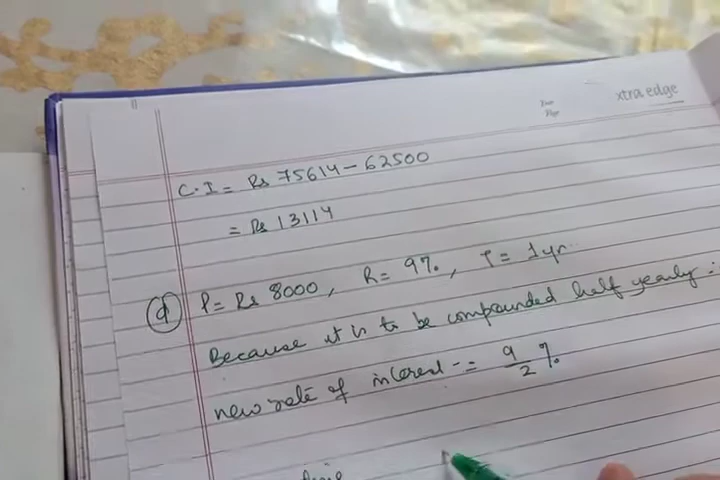 xtra edge
C.I = Rs 75614 - 62500
= Rs 13114
(d) P = Rs 8000, R = 9%, T = 1 yr.
Because it is to be compounded half yearly :
new rate of interest = 9/2 %